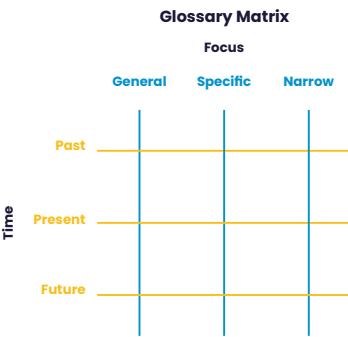 Glossary Matrix
Focus
General Specific Narrow
Past
Time
Present
Future